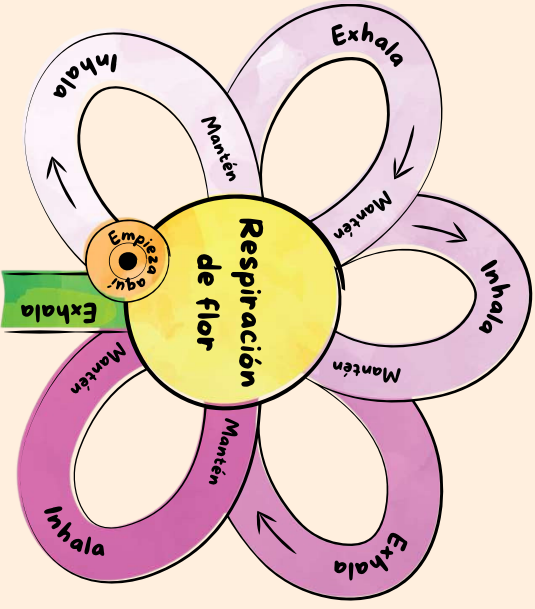 Respiración
de flor
Empieza
aquí
Inhala
Mantén
Exhala
Mantén
Inhala
Mantén
Exhala
Mantén
Inhala
Mantén
Exhala